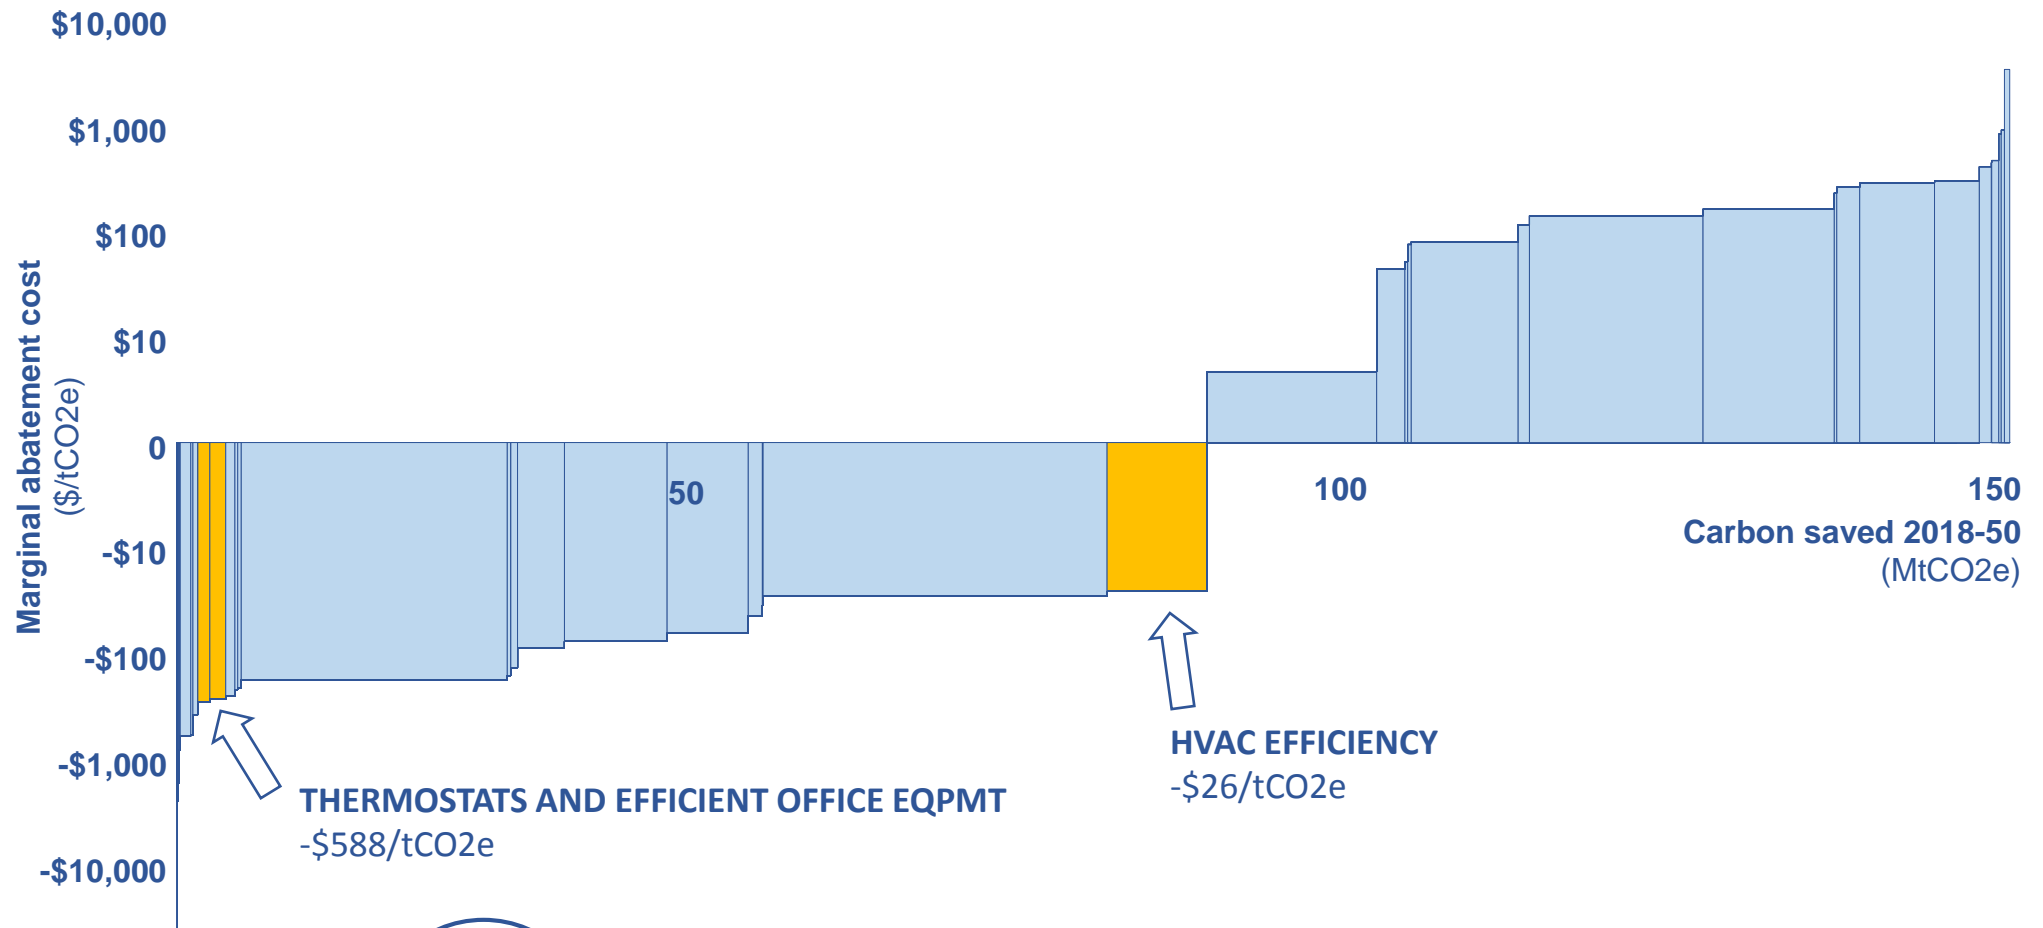 $10,000
$1,000
$100
$10
0
-$10
-$100
-$1,000
-$10,000
Marginal abatement cost
($/tCO2e)
50
100
150
Carbon saved 2018-50
(MtCO2e)
HVAC EFFICIENCY
-$26/tCO2e
THERMOSTATS AND EFFICIENT OFFICE EQPMT
-$588/tCO2e